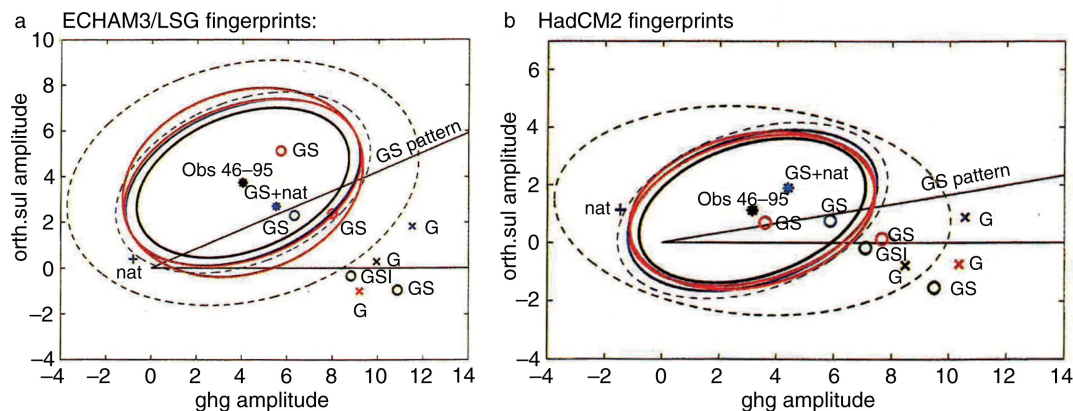 a ECHAM3/LSG fingerprints:
10
8
6
4
2
0
−2
−4
−4 −2 0 2 4 6 8 10 12 14
orth.sul amplitude
ghg amplitude
GS
GS pattern
Obs 46–95
GS+nat
GS
GS
G
nat
G
GSI
G
GS
b HadCM2 fingerprints
6
4
2
0
−2
−4
−4 −2 0 2 4 6 8 10 12 14
orth.sul amplitude
ghg amplitude
GS+nat
GS pattern
nat
Obs 46–95
GS
GS
G
GS
GSI
G
G
GS